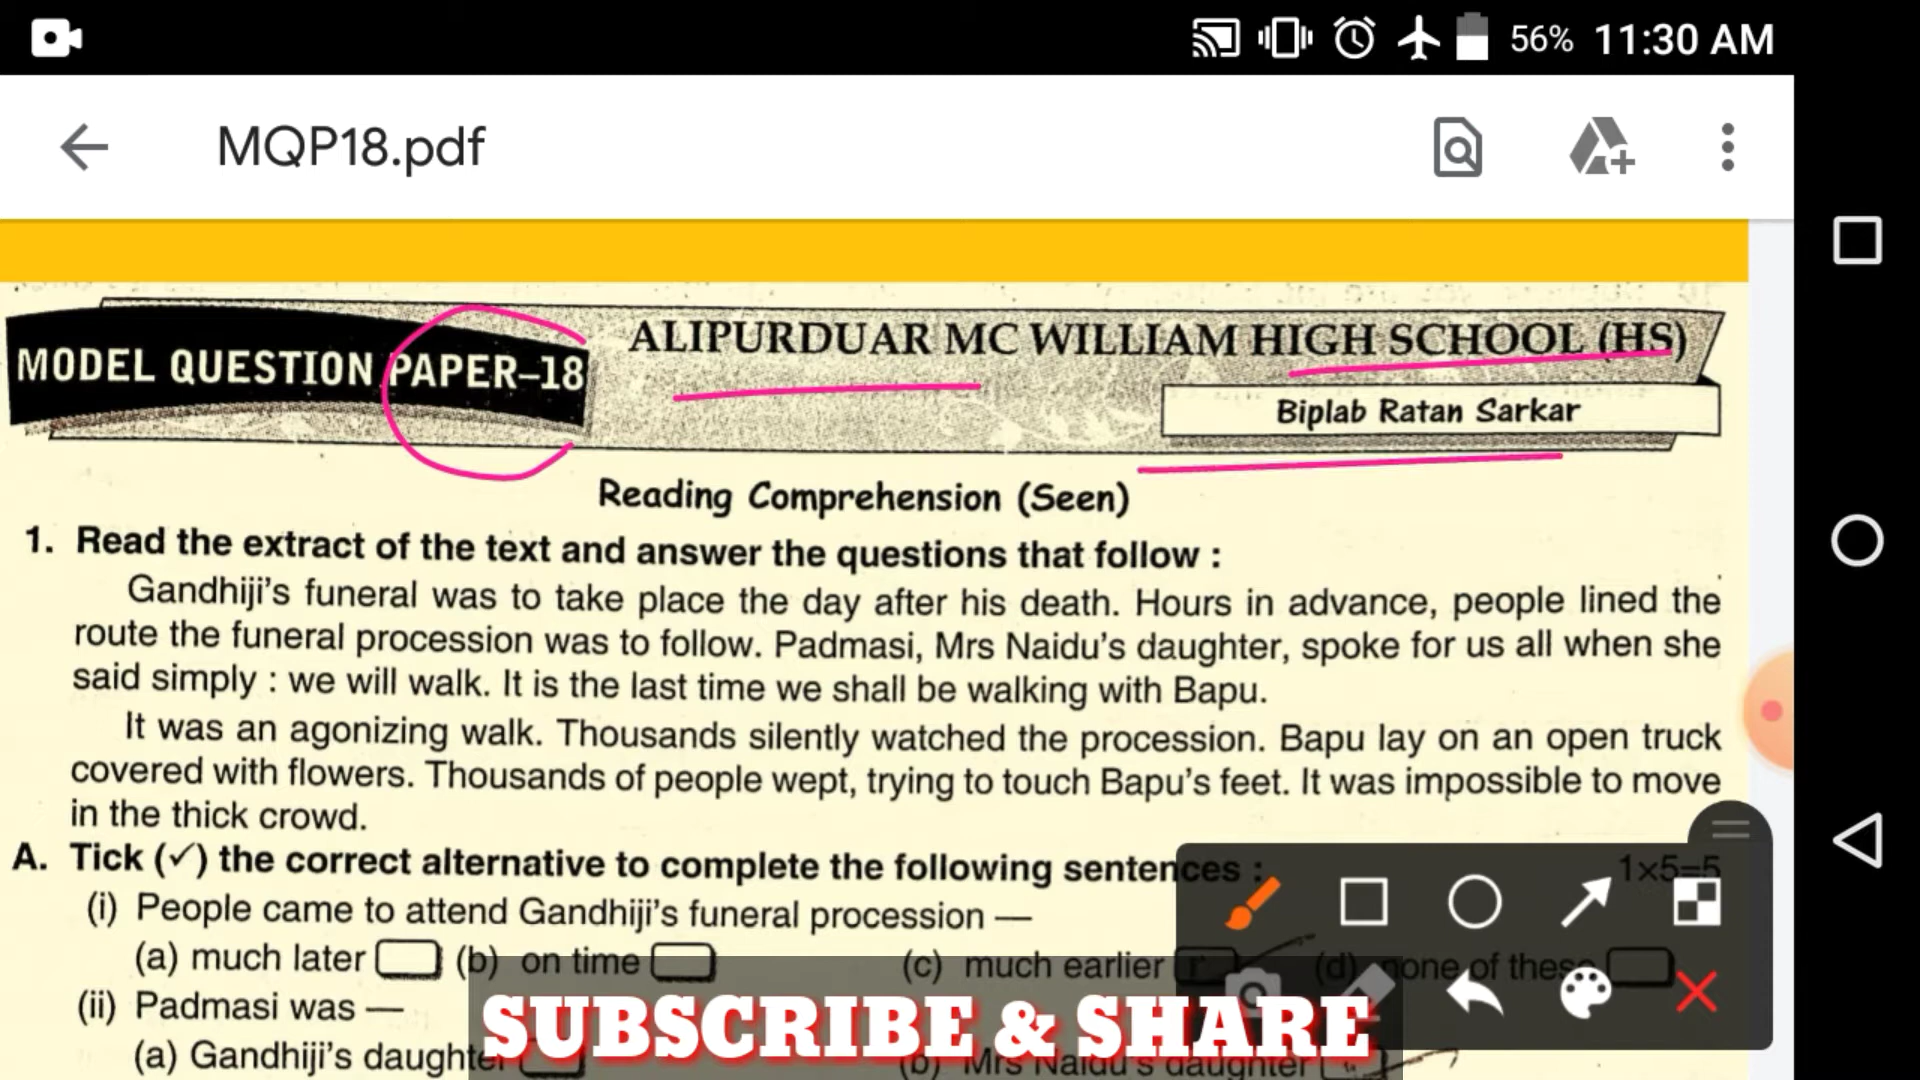 56% 11:30 AM
MQP18.pdf
MODEL QUESTION PAPER–18
ALIPURDUAR MC WILLIAM HIGH SCHOOL (HS)
Biplab Ratan Sarkar
Reading Comprehension (Seen)
1. Read the extract of the text and answer the questions that follow :
Gandhiji's funeral was to take place the day after his death. Hours in advance, people lined the
route the funeral procession was to follow. Padmasi, Mrs Naidu's daughter, spoke for us all when she
said simply : we will walk. It is the last time we shall be walking with Bapu.
It was an agonizing walk. Thousands silently watched the procession. Bapu lay on an open truck
covered with flowers. Thousands of people wept, trying to touch Bapu's feet. It was impossible to move
in the thick crowd.
A. Tick (✓) the correct alternative to complete the following sentences : 1×5=5
(i) People came to attend Gandhiji's funeral procession —
(a) much later (b) on time (c) much earlier (d) none of these
(ii) Padmasi was —
(a) Gandhiji's daughter (b) Mrs Naidu's daughter
SUBSCRIBE & SHARE